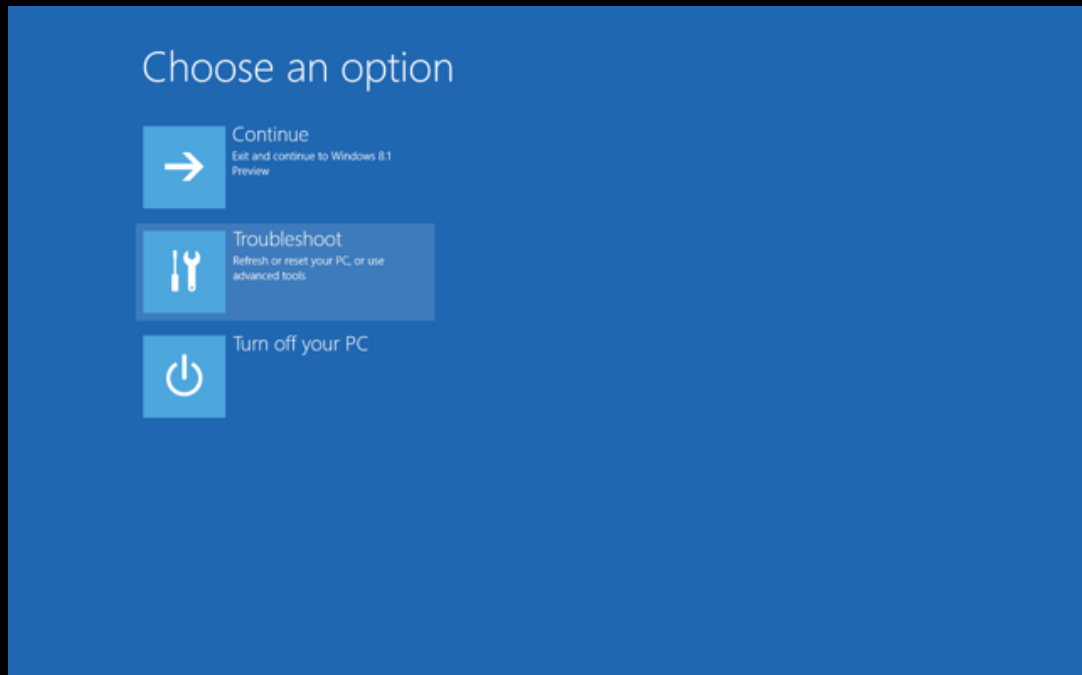 Choose an option
Continue
Exit and continue to Windows 8.1
Preview
Troubleshoot
Refresh or reset your PC, or use
advanced tools
Turn off your PC